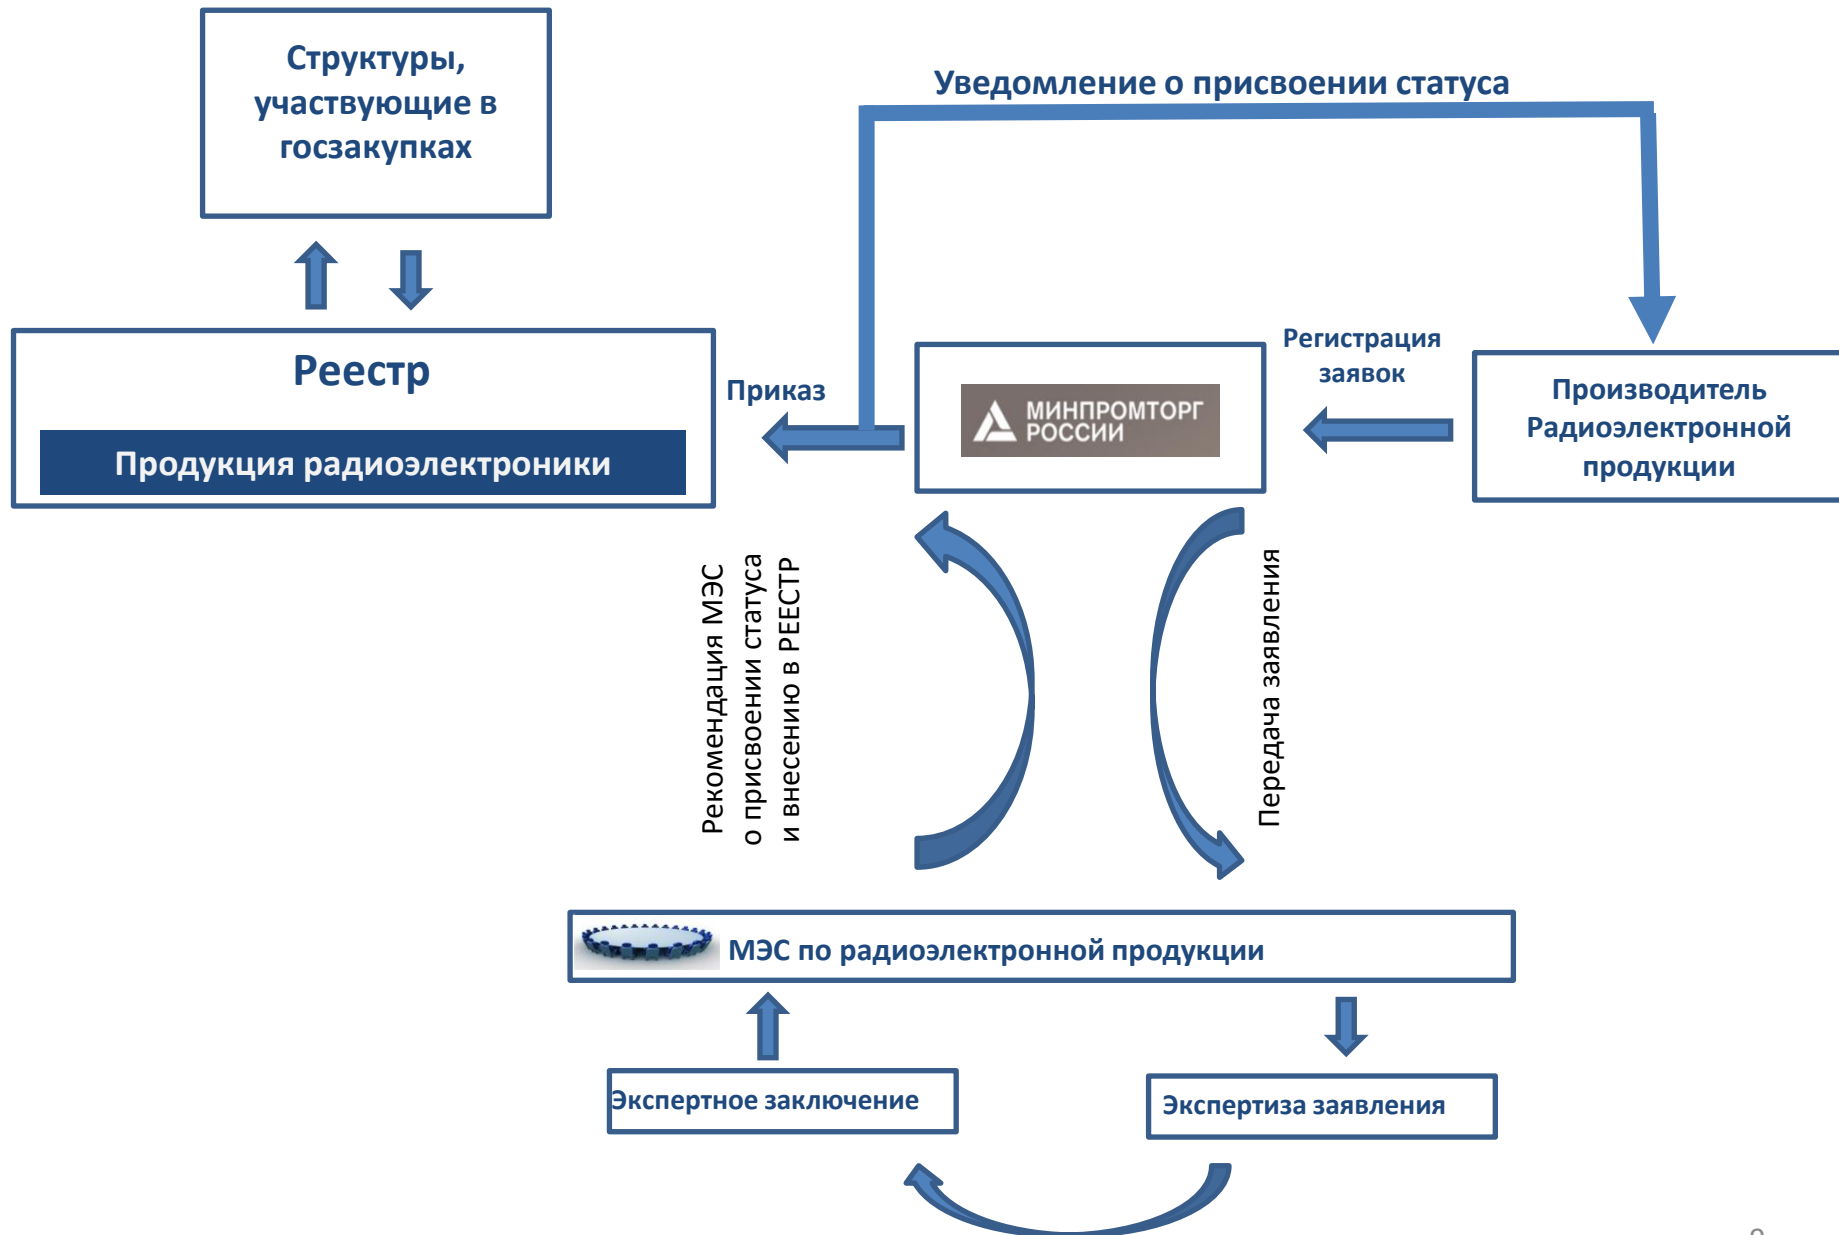 Структуры,
участвующие в
госзакупках
Уведомление о присвоении статуса
Реестр
Продукция радиоэлектроники
Приказ
МИНПРОМТОРГ
РОССИИ
Регистрация
заявок
Производитель
Радиоэлектронной
продукции
Рекомендация МЭС
о присвоении статуса
и внесению в РЕЕСТР
Передача заявления
МЭС по радиоэлектронной продукции
Экспертное заключение
Экспертиза заявления